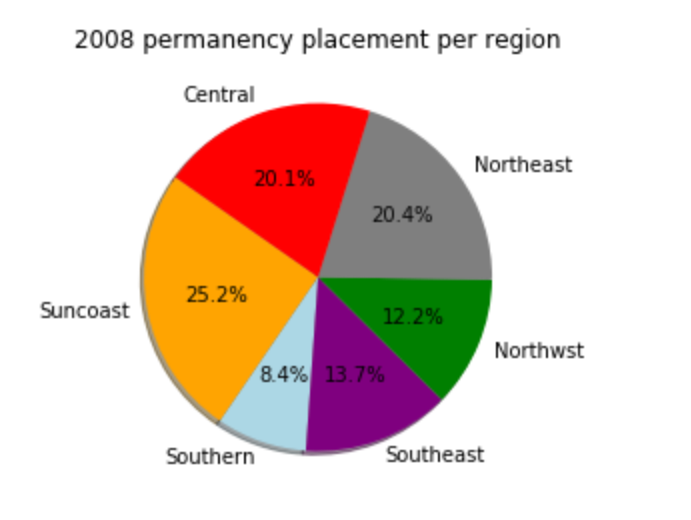 2008 permanency placement per region
Central
Northeast
20.1%
20.4%
25.2%
Suncoast
12.2%
Northwst
8.4%
13.7%
Southern
Southeast